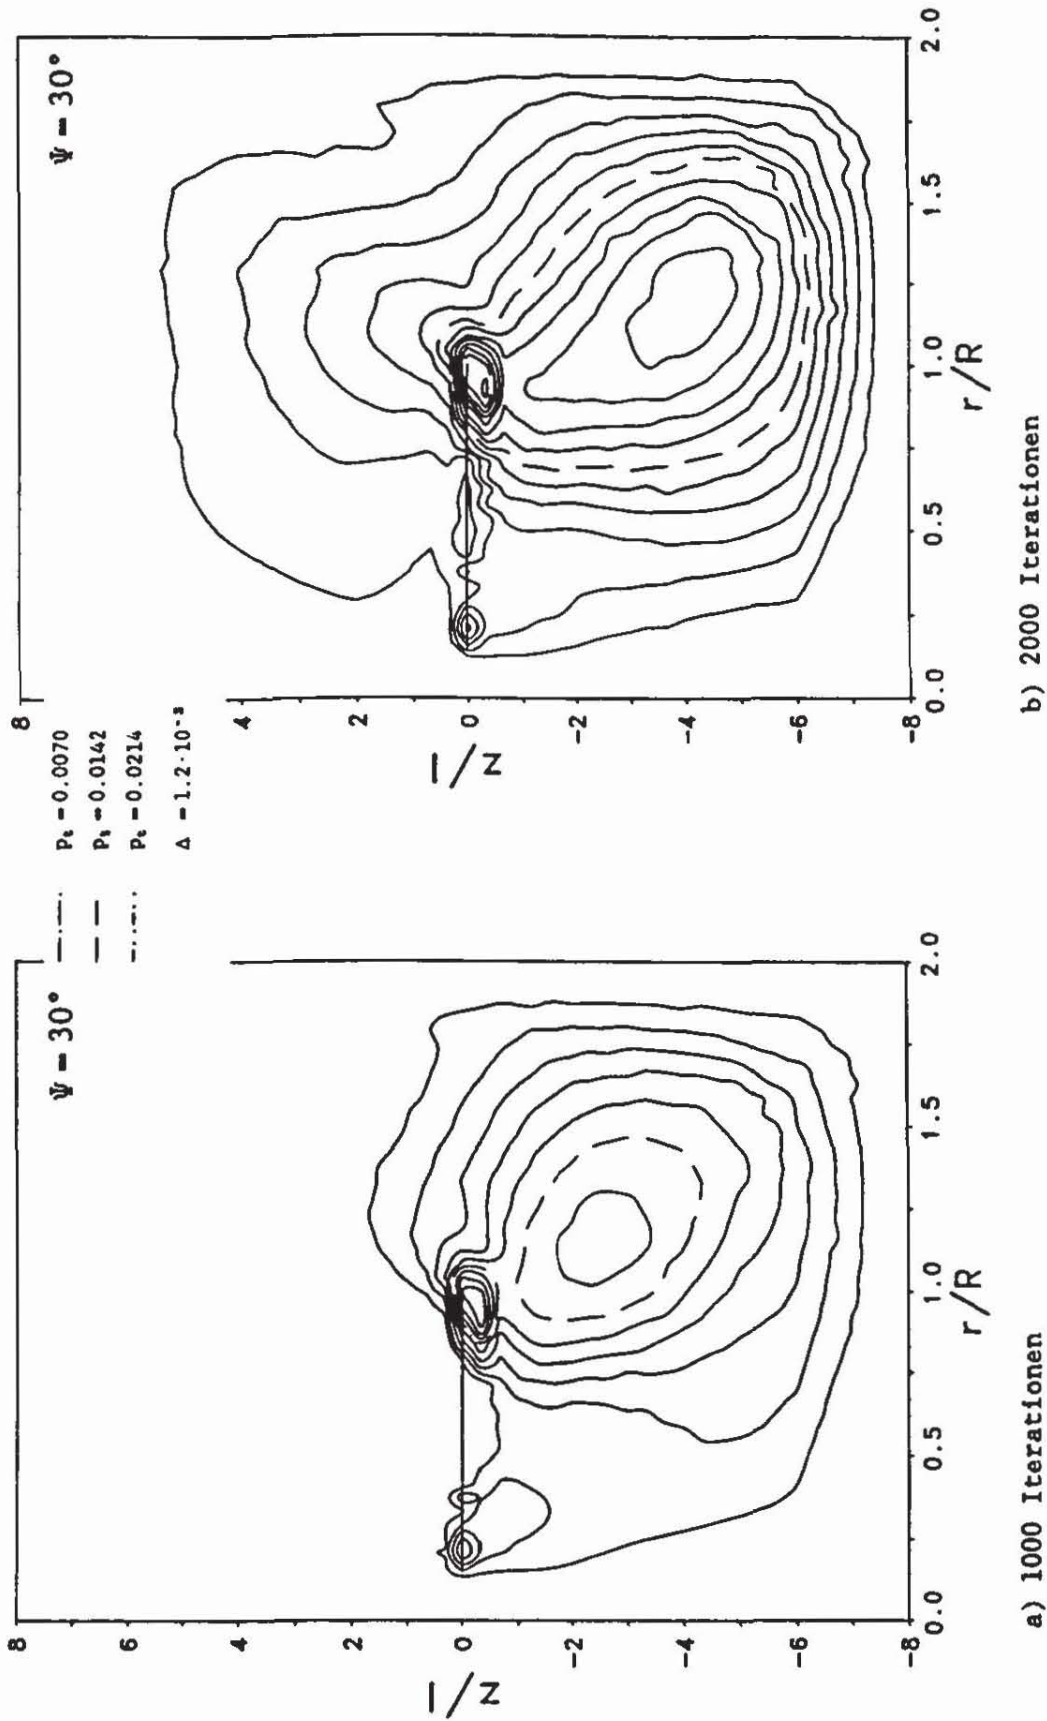 Ψ = 30°
8
6
4
2
0
-2
-4
-6
-8
z/l
0.0
0.5
1.0
1.5
2.0
r/R
a) 1000 Iterationen
—·—· pₜ = 0.0070
— — pₜ = 0.0142
—··—·· pₜ = 0.0214
Δ = 1.2·10⁻³
Ψ = 30°
8
4
2
0
-2
-4
-6
-8
z/l
0.0
0.5
1.0
1.5
2.0
r/R
b) 2000 Iterationen